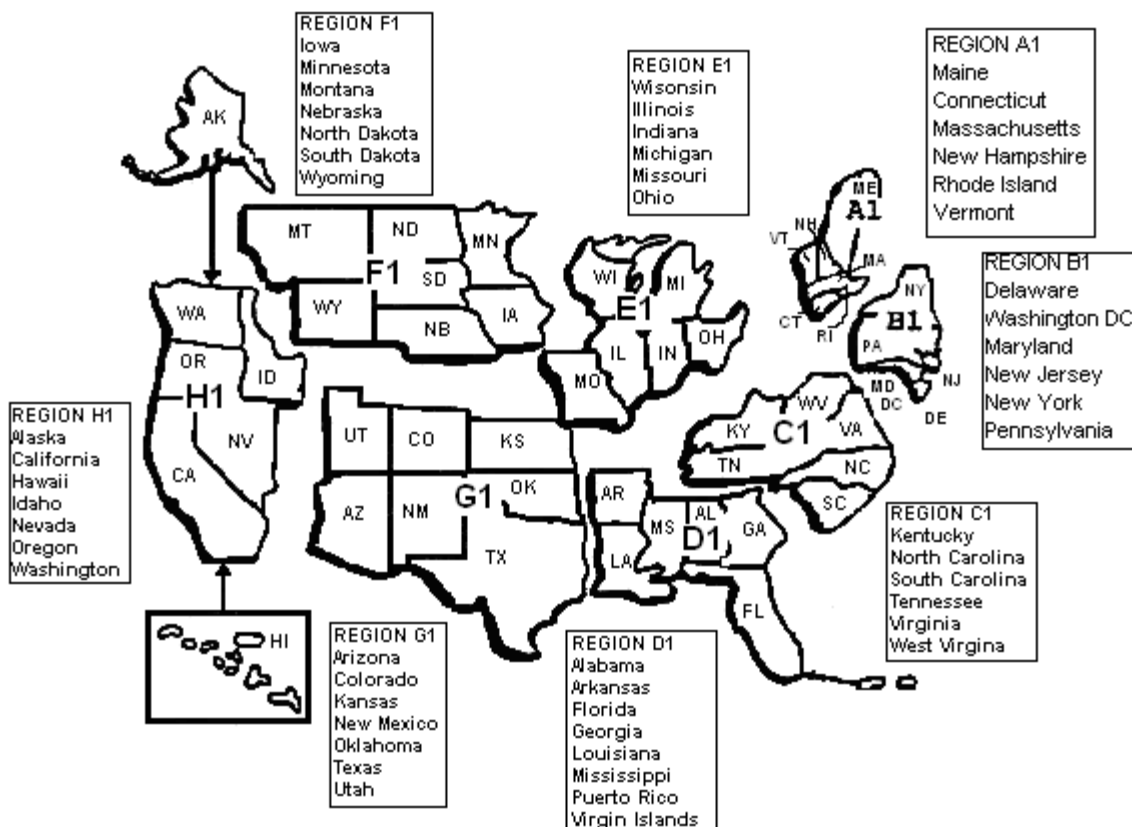 REGION F1
Iowa
Minnesota
Montana
Nebraska
North Dakota
South Dakota
Wyoming
REGION E1
Wisonsin
Illinois
Indiana
Michigan
Missouri
Ohio
REGION A1
Maine
Connecticut
Massachusetts
New Hampshire
Rhode Island
Vermont
REGION B1
Delaware
Washington DC
Maryland
New Jersey
New York
Pennsylvania
AK
MT
ND
MN
F1
SD
WY
NB
IA
WI
MI
E1
IL
IN
OH
MO
ME
A1
NH
VT
MA
CT
RI
NY
B1
PA
NJ
MD
DC
DE
WA
OR
ID
H1
NV
CA
UT
CO
KS
AZ
NM
G1
OK
TX
WV
KY
C1
VA
TN
NC
SC
AR
MS
AL
GA
D1
LA
FL
HI
REGION H1
Alaska
California
Hawaii
Idaho
Nevada
Oregon
Washington
REGION G1
Arizona
Colorado
Kansas
New Mexico
Oklahoma
Texas
Utah
REGION D1
Alabama
Arkansas
Florida
Georgia
Louisiana
Mississippi
Puerto Rico
Virgin Islands
REGION C1
Kentucky
North Carolina
South Carolina
Tennessee
Virginia
West Virgina